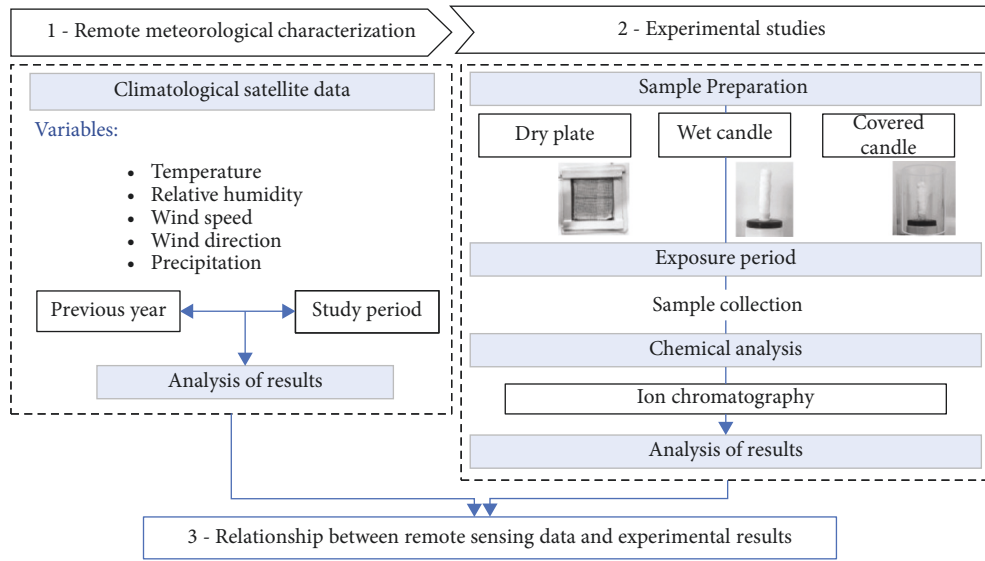 1 - Remote meteorological characterization
2 - Experimental studies
Climatological satellite data
Variables:
• Temperature
• Relative humidity
• Wind speed
• Wind direction
• Precipitation
Previous year
Study period
Analysis of results
Sample Preparation
Dry plate
Wet candle
Covered
candle
Exposure period
Sample collection
Chemical analysis
Ion chromatography
Analysis of results
3 - Relationship between remote sensing data and experimental results